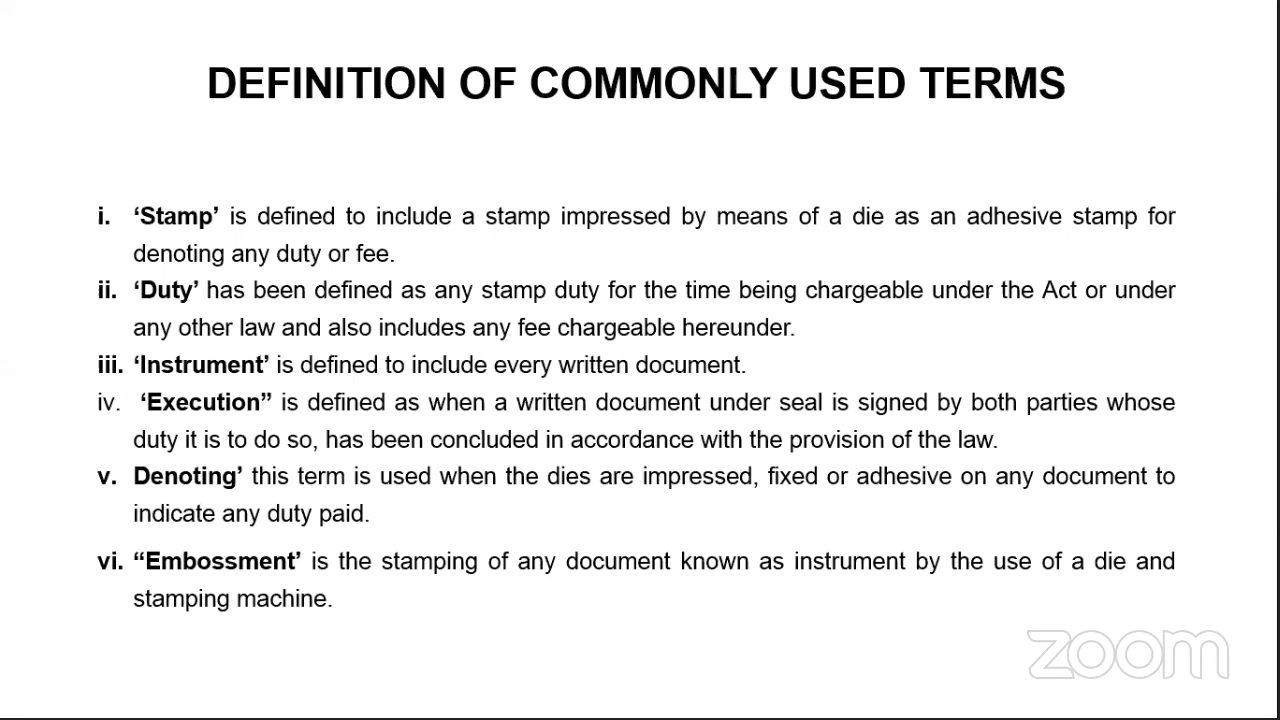 DEFINITION OF COMMONLY USED TERMS
i. ‘Stamp’ is defined to include a stamp impressed by means of a die as an adhesive stamp for
denoting any duty or fee.
ii. ‘Duty’ has been defined as any stamp duty for the time being chargeable under the Act or under
any other law and also includes any fee chargeable hereunder.
iii. ‘Instrument’ is defined to include every written document.
iv. ‘Execution” is defined as when a written document under seal is signed by both parties whose
duty it is to do so, has been concluded in accordance with the provision of the law.
v. Denoting’ this term is used when the dies are impressed, fixed or adhesive on any document to
indicate any duty paid.
vi. “Embossment’ is the stamping of any document known as instrument by the use of a die and
stamping machine.
zoom